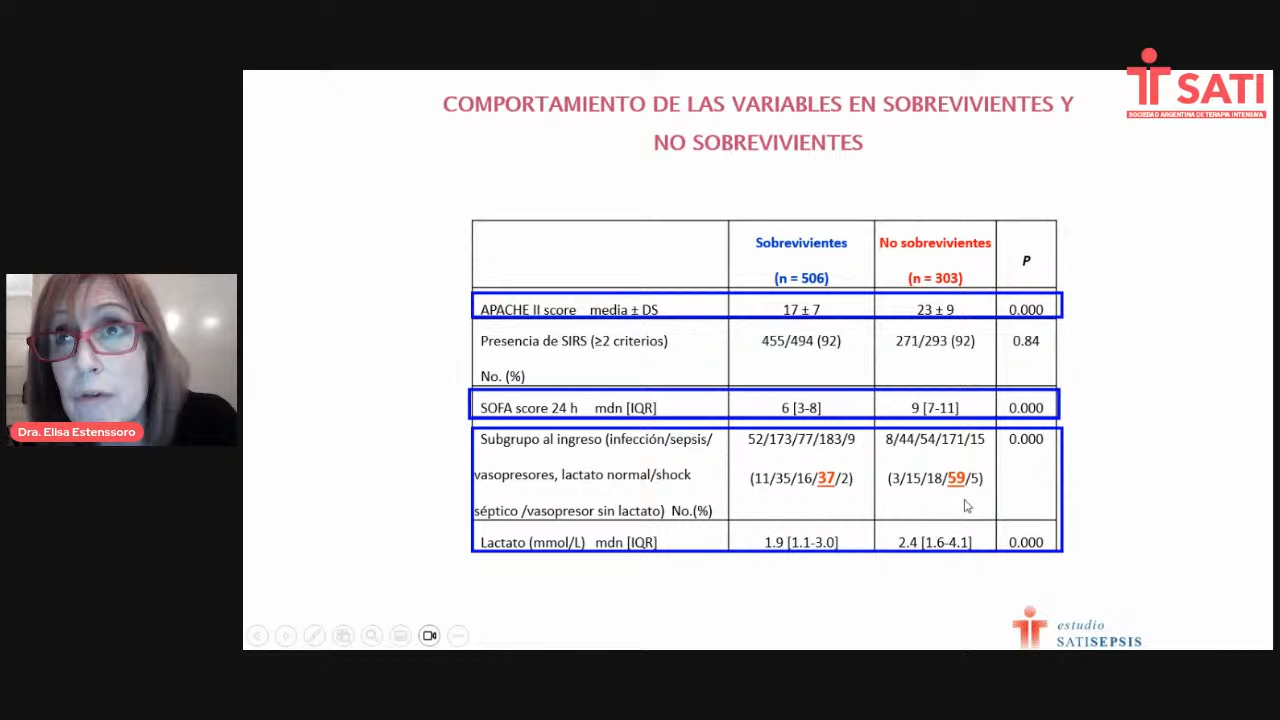 SATI
SOCIEDAD ARGENTINA DE TERAPIA INTENSIVA
COMPORTAMIENTO DE LAS VARIABLES EN SOBREVIVIENTES Y
NO SOBREVIVIENTES
Sobrevivientes
(n = 506)
No sobrevivientes
(n = 303)
P
APACHE II score media ± DS 17 ± 7 23 ± 9 0.000
Presencia de SIRS (≥2 criterios) 455/494 (92) 271/293 (92) 0.84
No. (%)
SOFA score 24 h mdn [IQR] 6 [3-8] 9 [7-11] 0.000
Subgrupo al ingreso (infección/sepsis/ 52/173/77/183/9 8/44/54/171/15 0.000
vasopresores, lactato normal/shock (11/35/16/37/2) (3/15/18/59/5)
séptico /vasopresor sin lactato) No.(%)
Lactato (mmol/L) mdn [IQR] 1.9 [1.1-3.0] 2.4 [1.6-4.1] 0.000
Dra. Elisa Estenssoro
estudio
SATISEPSIS